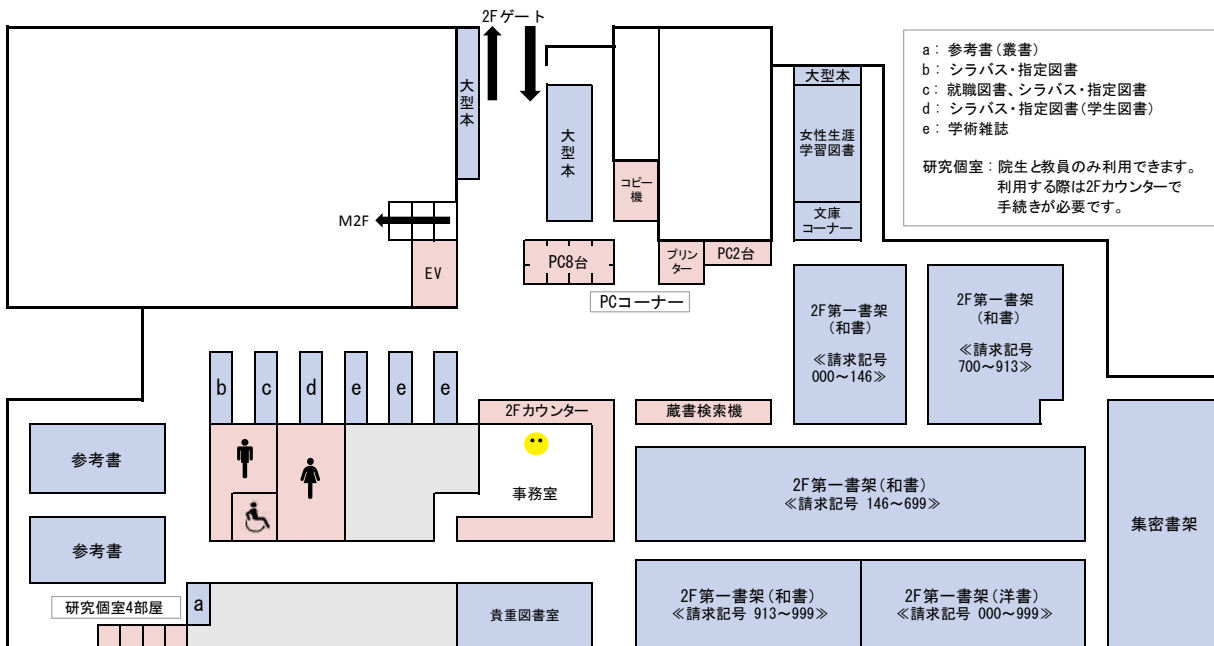 2Fゲート
a： 参考書（叢書）
b： シラバス・指定図書
c： 就職図書、シラバス・指定図書
d： シラバス・指定図書（学生図書）
e： 学術雑誌
研究個室：院生と教員のみ利用できます。
利用する際は2Fカウンターで
手続きが必要です。
大型本
大型本
大型本
女性生涯
学習図書
文庫
コーナー
コピー
機
M2F
EV
PC8台
プリン
ター
PC2台
PCコーナー
2F第一書架
（和書）
≪請求記号
000～146≫
2F第一書架
（和書）
≪請求記号
700～913≫
b
c
d
e
e
e
2Fカウンター
蔵書検索機
参考書
事務室
2F第一書架（和書）
≪請求記号 146～699≫
集密書架
参考書
研究個室4部屋
a
貴重図書室
2F第一書架（和書）
≪請求記号 913～999≫
2F第一書架（洋書）
≪請求記号 000～999≫